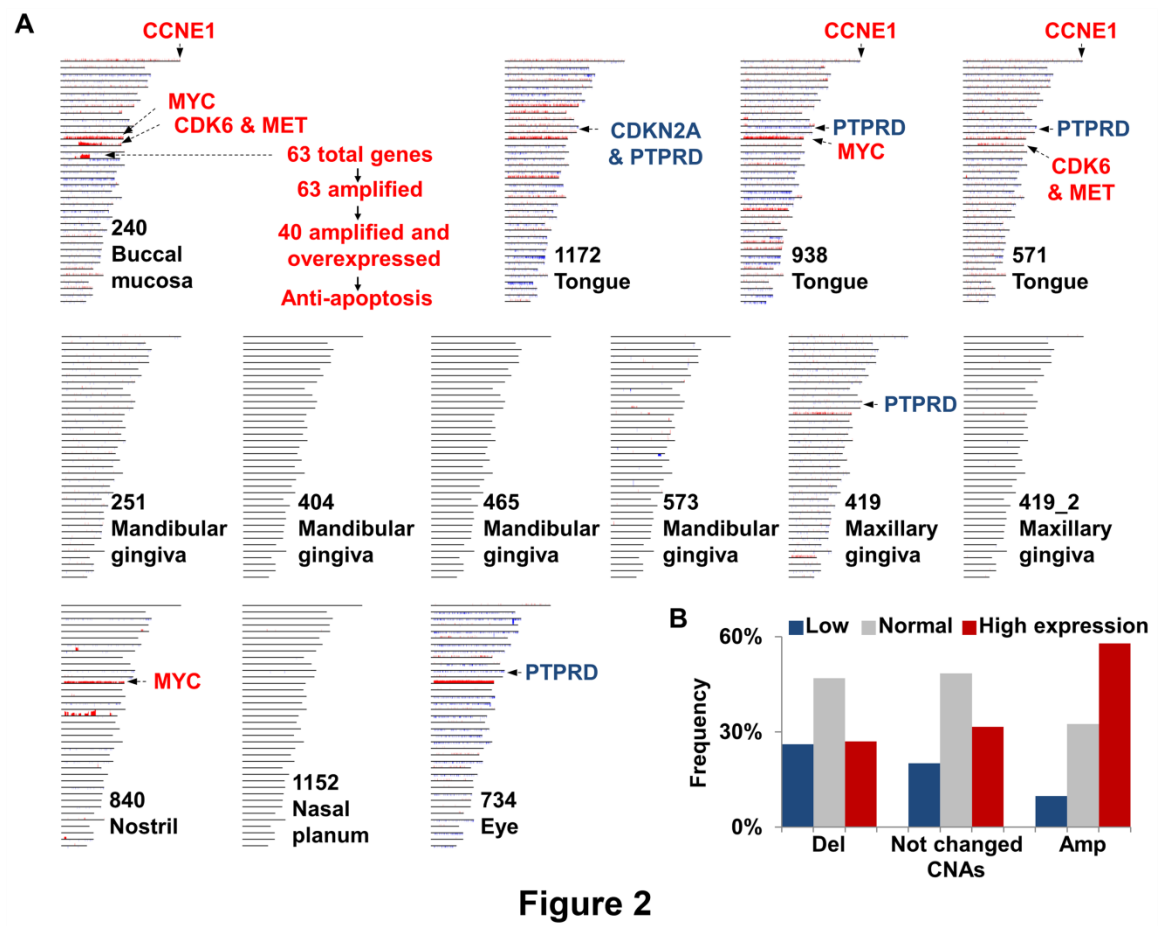 A
CCNE1
MYC
CDK6 & MET
63 total genes
63 amplified
40 amplified and
overexpressed
Anti-apoptosis
240
Buccal
mucosa
CDKN2A
& PTPRD
1172
Tongue
CCNE1
PTPRD
MYC
938
Tongue
CCNE1
PTPRD
CDK6
& MET
571
Tongue
251
Mandibular
gingiva
404
Mandibular
gingiva
465
Mandibular
gingiva
573
Mandibular
gingiva
PTPRD
419
Maxillary
gingiva
419_2
Maxillary
gingiva
MYC
840
Nostril
1152
Nasal
planum
PTPRD
734
Eye
B
Low Normal High expression
60%
30%
0%
Frequency
Del Not changed Amp
CNAs
Figure 2